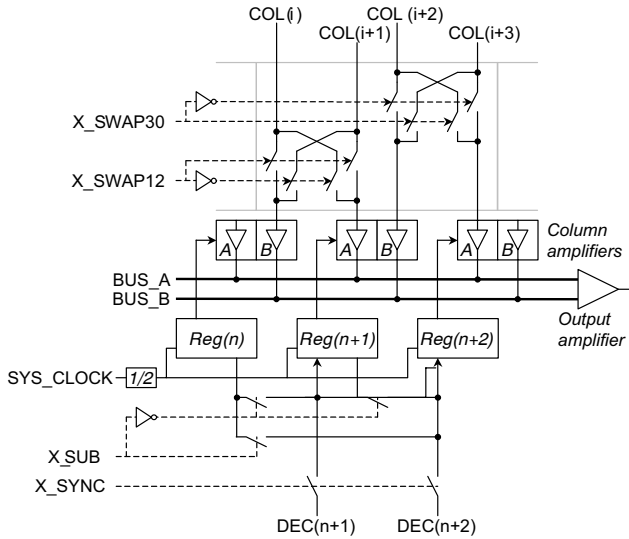 COL(i)
COL(i+2)
COL(i+1)
COL(i+3)
X_SWAP30
X_SWAP12
A
B
A
B
A
B
Column
amplifiers
BUS_A
BUS_B
Output
amplifier
Reg(n)
Reg(n+1)
Reg(n+2)
SYS_CLOCK
1/2
X_SUB
X_SYNC
DEC(n+1)
DEC(n+2)